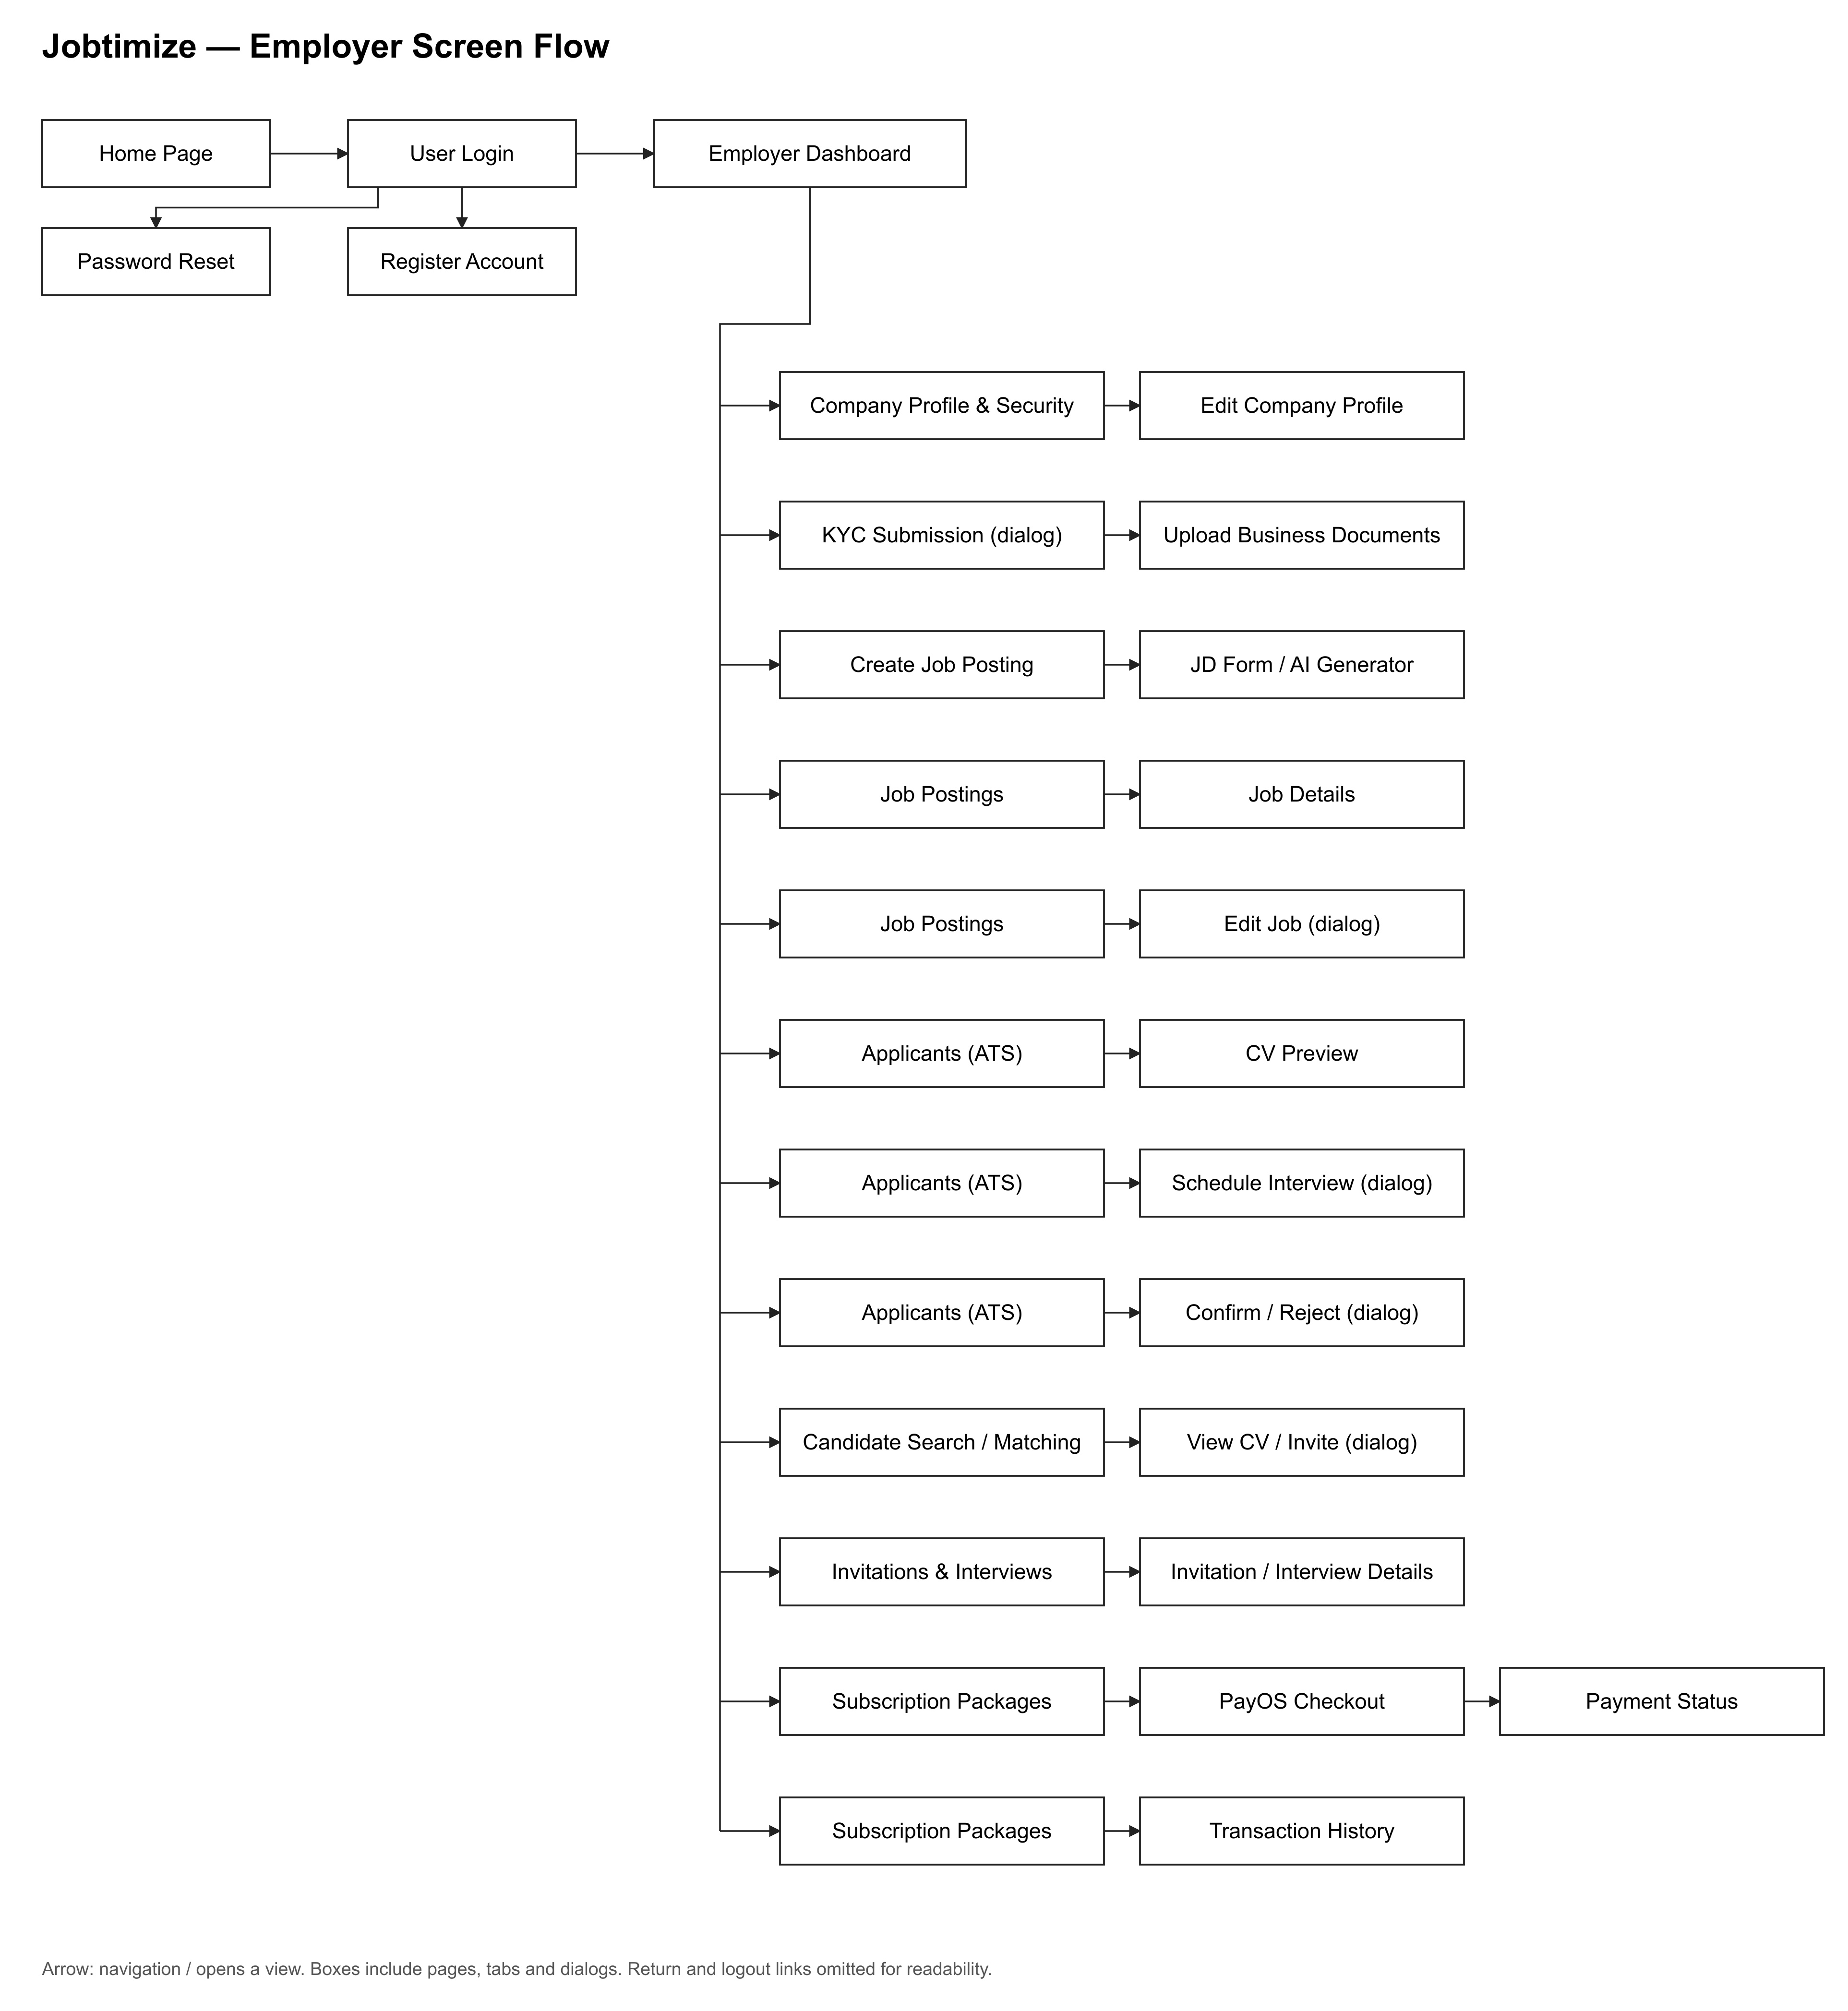 Jobtimize — Employer Screen Flow
Home Page
User Login
Employer Dashboard
Password Reset
Register Account
Company Profile & Security
Edit Company Profile
KYC Submission (dialog)
Upload Business Documents
Create Job Posting
JD Form / AI Generator
Job Postings
Job Details
Job Postings
Edit Job (dialog)
Applicants (ATS)
CV Preview
Applicants (ATS)
Schedule Interview (dialog)
Applicants (ATS)
Confirm / Reject (dialog)
Candidate Search / Matching
View CV / Invite (dialog)
Invitations & Interviews
Invitation / Interview Details
Subscription Packages
PayOS Checkout
Payment Status
Subscription Packages
Transaction History
Arrow: navigation / opens a view. Boxes include pages, tabs and dialogs. Return and logout links omitted for readability.